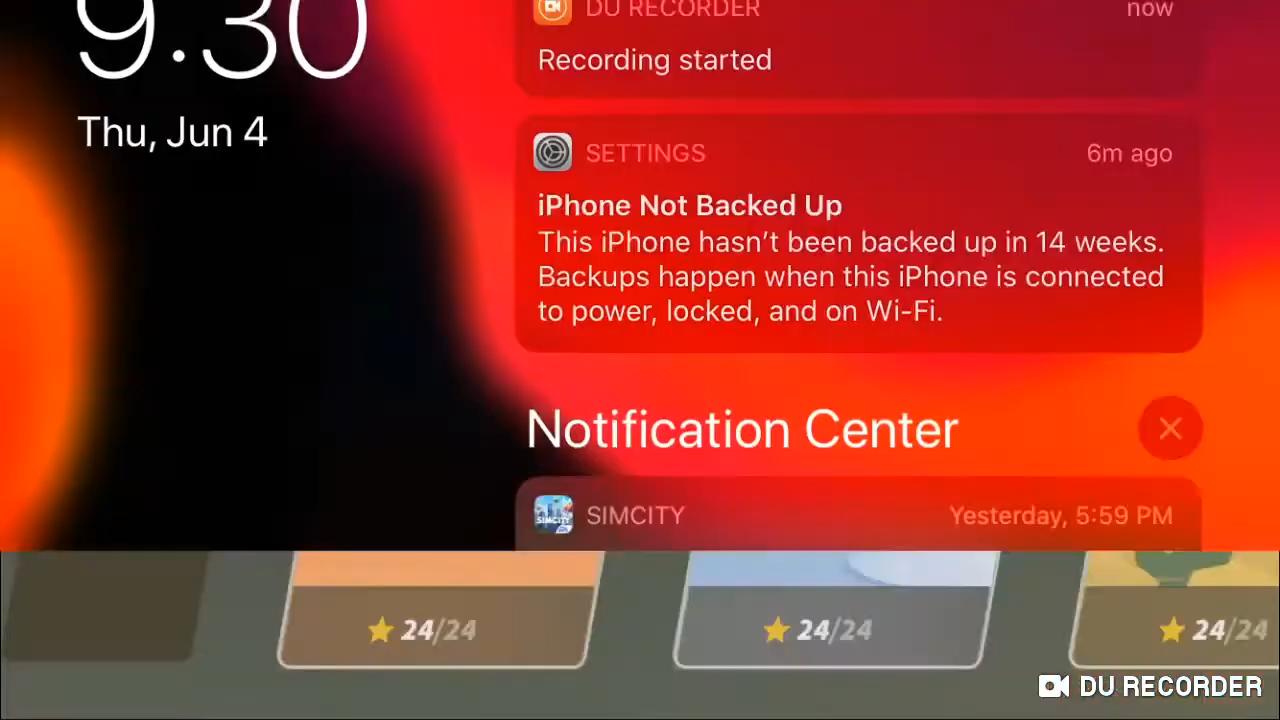 9:30
Thu, Jun 4
DU RECORDER
now
Recording started
SETTINGS
6m ago
iPhone Not Backed Up
This iPhone hasn't been backed up in 14 weeks.
Backups happen when this iPhone is connected
to power, locked, and on Wi-Fi.
Notification Center
SIMCITY
Yesterday, 5:59 PM
24/24
24/24
24/24
DU RECORDER